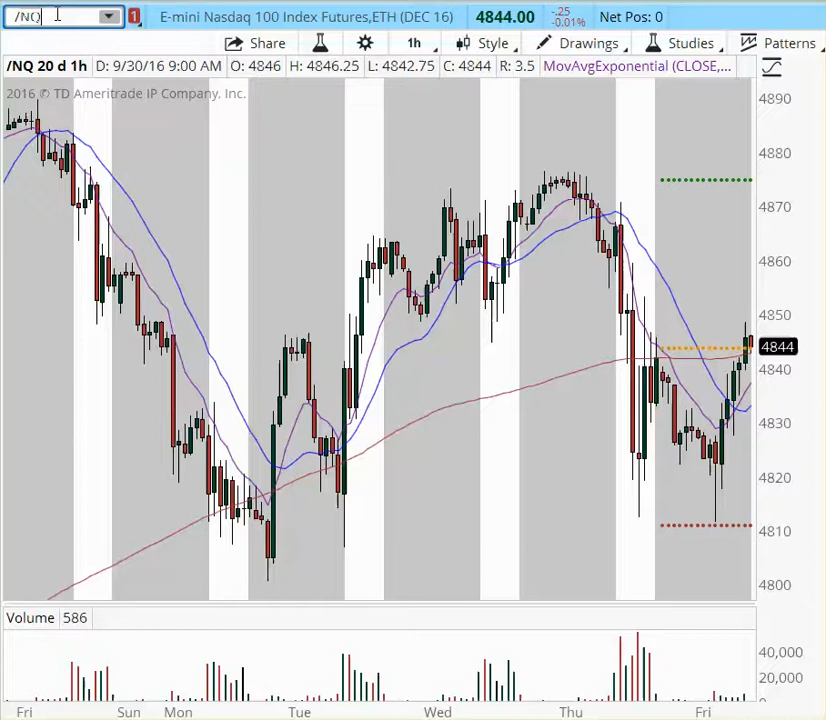 /NQ 1 E-mini Nasdaq 100 Index Futures,ETH (DEC 16) 4844.00 -.25 -0.01% Net Pos: 0
Share 1h Style Drawings Studies Patterns
/NQ 20 d 1h D: 9/30/16 9:00 AM O: 4846 H: 4846.25 L: 4842.75 C: 4844 R: 3.5 MovAvgExponential (CLOSE,...
2016 © TD Ameritrade IP Company, Inc.
4890
4880
4870
4860
4850
4844
4840
4830
4820
4810
4800
Volume 586
40,000
20,000
Fri Sun Mon Tue Wed Thu Fri